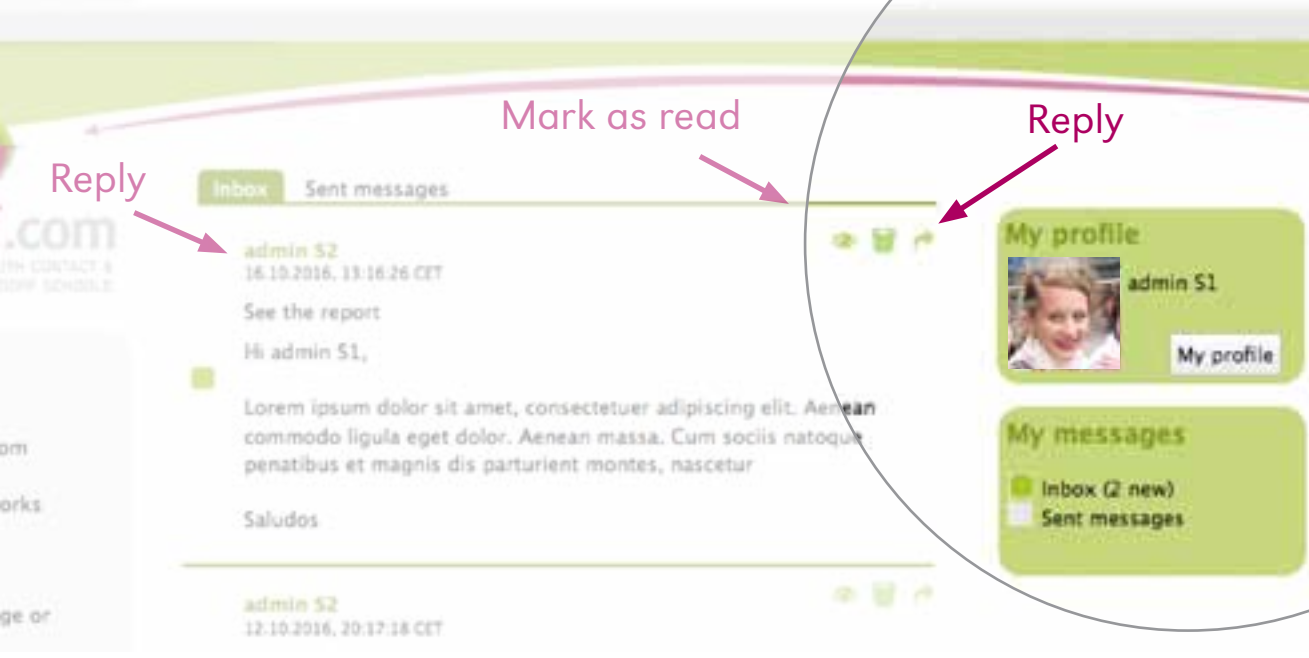 Mark as read
Reply
Reply
Inbox Sent messages
.com
admin S2
16.10.2016, 13:16:26 CET
See the report
Hi admin S1,
Lorem ipsum dolor sit amet, consectetuer adipiscing elit. Aenean
commodo ligula eget dolor. Aenean massa. Cum sociis natoque
penatibus et magnis dis parturient montes, nascetur
Saludos
admin S2
12.10.2016, 20:17:18 CET
om
orks
ge or
My profile
admin S1
My profile
My messages
Inbox (2 new)
Sent messages